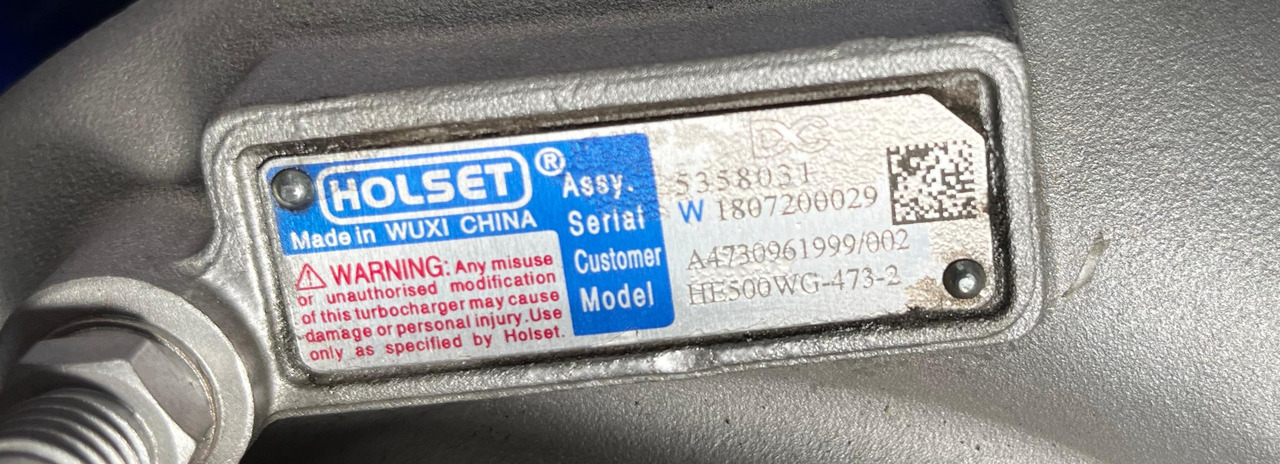 HOLSET ®
Made in WUXI CHINA
WARNING: Any misuse
or unauthorised modification
of this turbocharger may cause
damage or personal injury. Use
only as specified by Holset.
DC
Assy. 5358031
Serial W 1807200029
Customer A4730961999/002
Model HE500WG-473-2